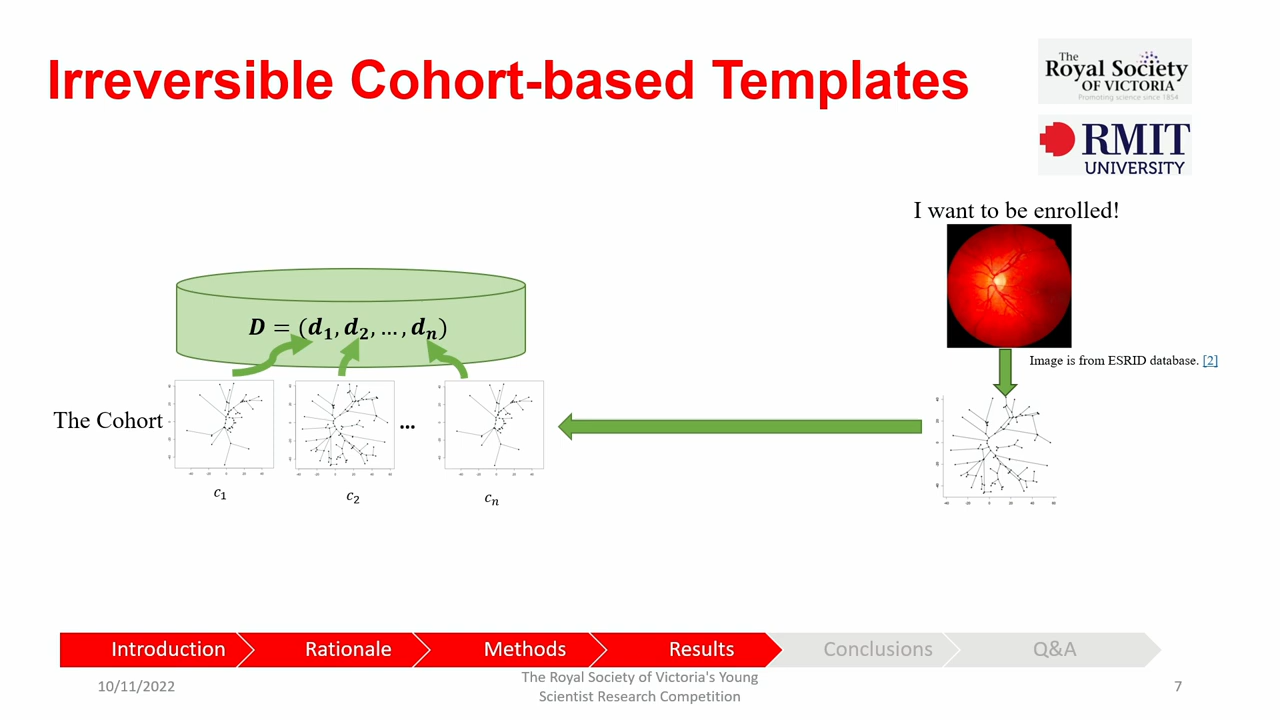 Irreversible Cohort-based Templates
The
Royal Society
OF VICTORIA
Promoting science since 1854
RMIT
UNIVERSITY
I want to be enrolled!
D = (d₁, d₂, ..., dₙ)
Image is from ESRID database. [2]
The Cohort
...
c₁
c₂
cₙ
Introduction
Rationale
Methods
Results
Conclusions
Q&A
10/11/2022
The Royal Society of Victoria's Young
Scientist Research Competition
7